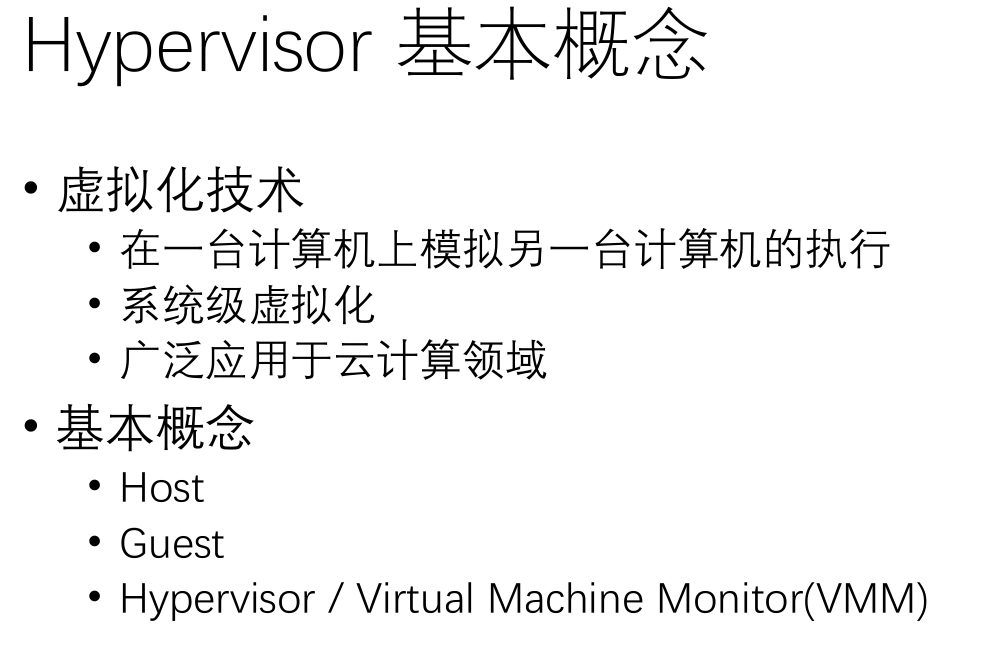 Hypervisor 基本概念
• 虚拟化技术
• 在一台计算机上模拟另一台计算机的执行
• 系统级虚拟化
• 广泛应用于云计算领域
• 基本概念
• Host
• Guest
• Hypervisor / Virtual Machine Monitor(VMM)